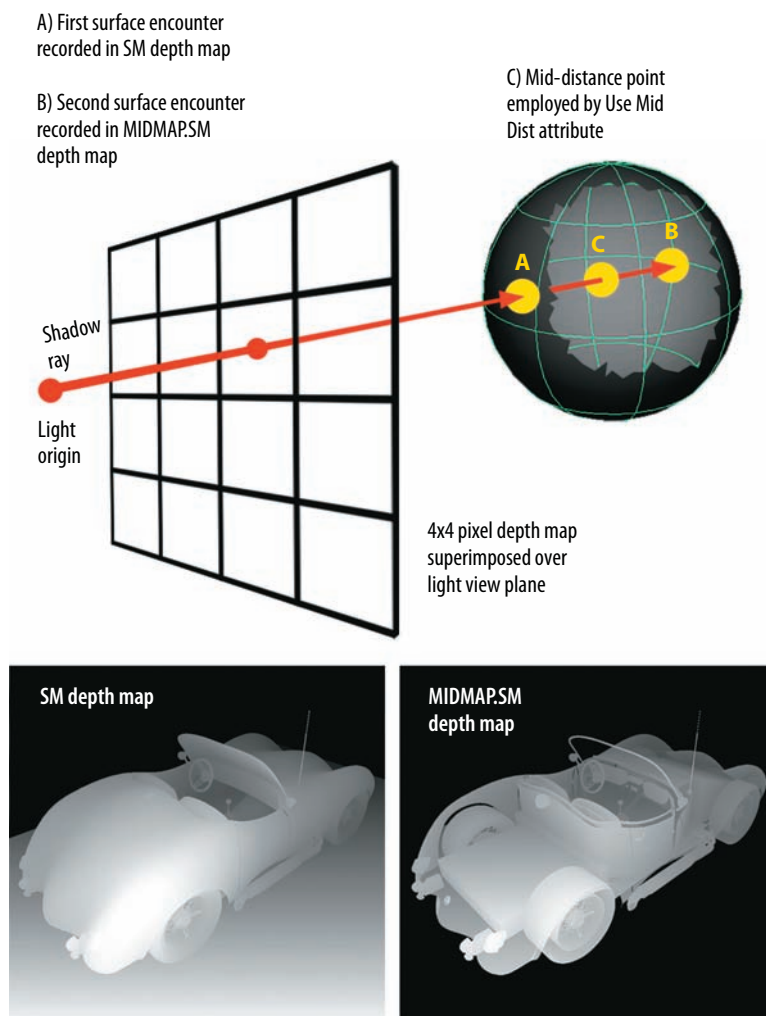 A) First surface encounter
recorded in SM depth map
B) Second surface encounter
recorded in MIDMAP.SM
depth map
C) Mid-distance point
employed by Use Mid
Dist attribute
A
C
B
Shadow
ray
Light
origin
4x4 pixel depth map
superimposed over
light view plane
SM depth map
MIDMAP.SM
depth map